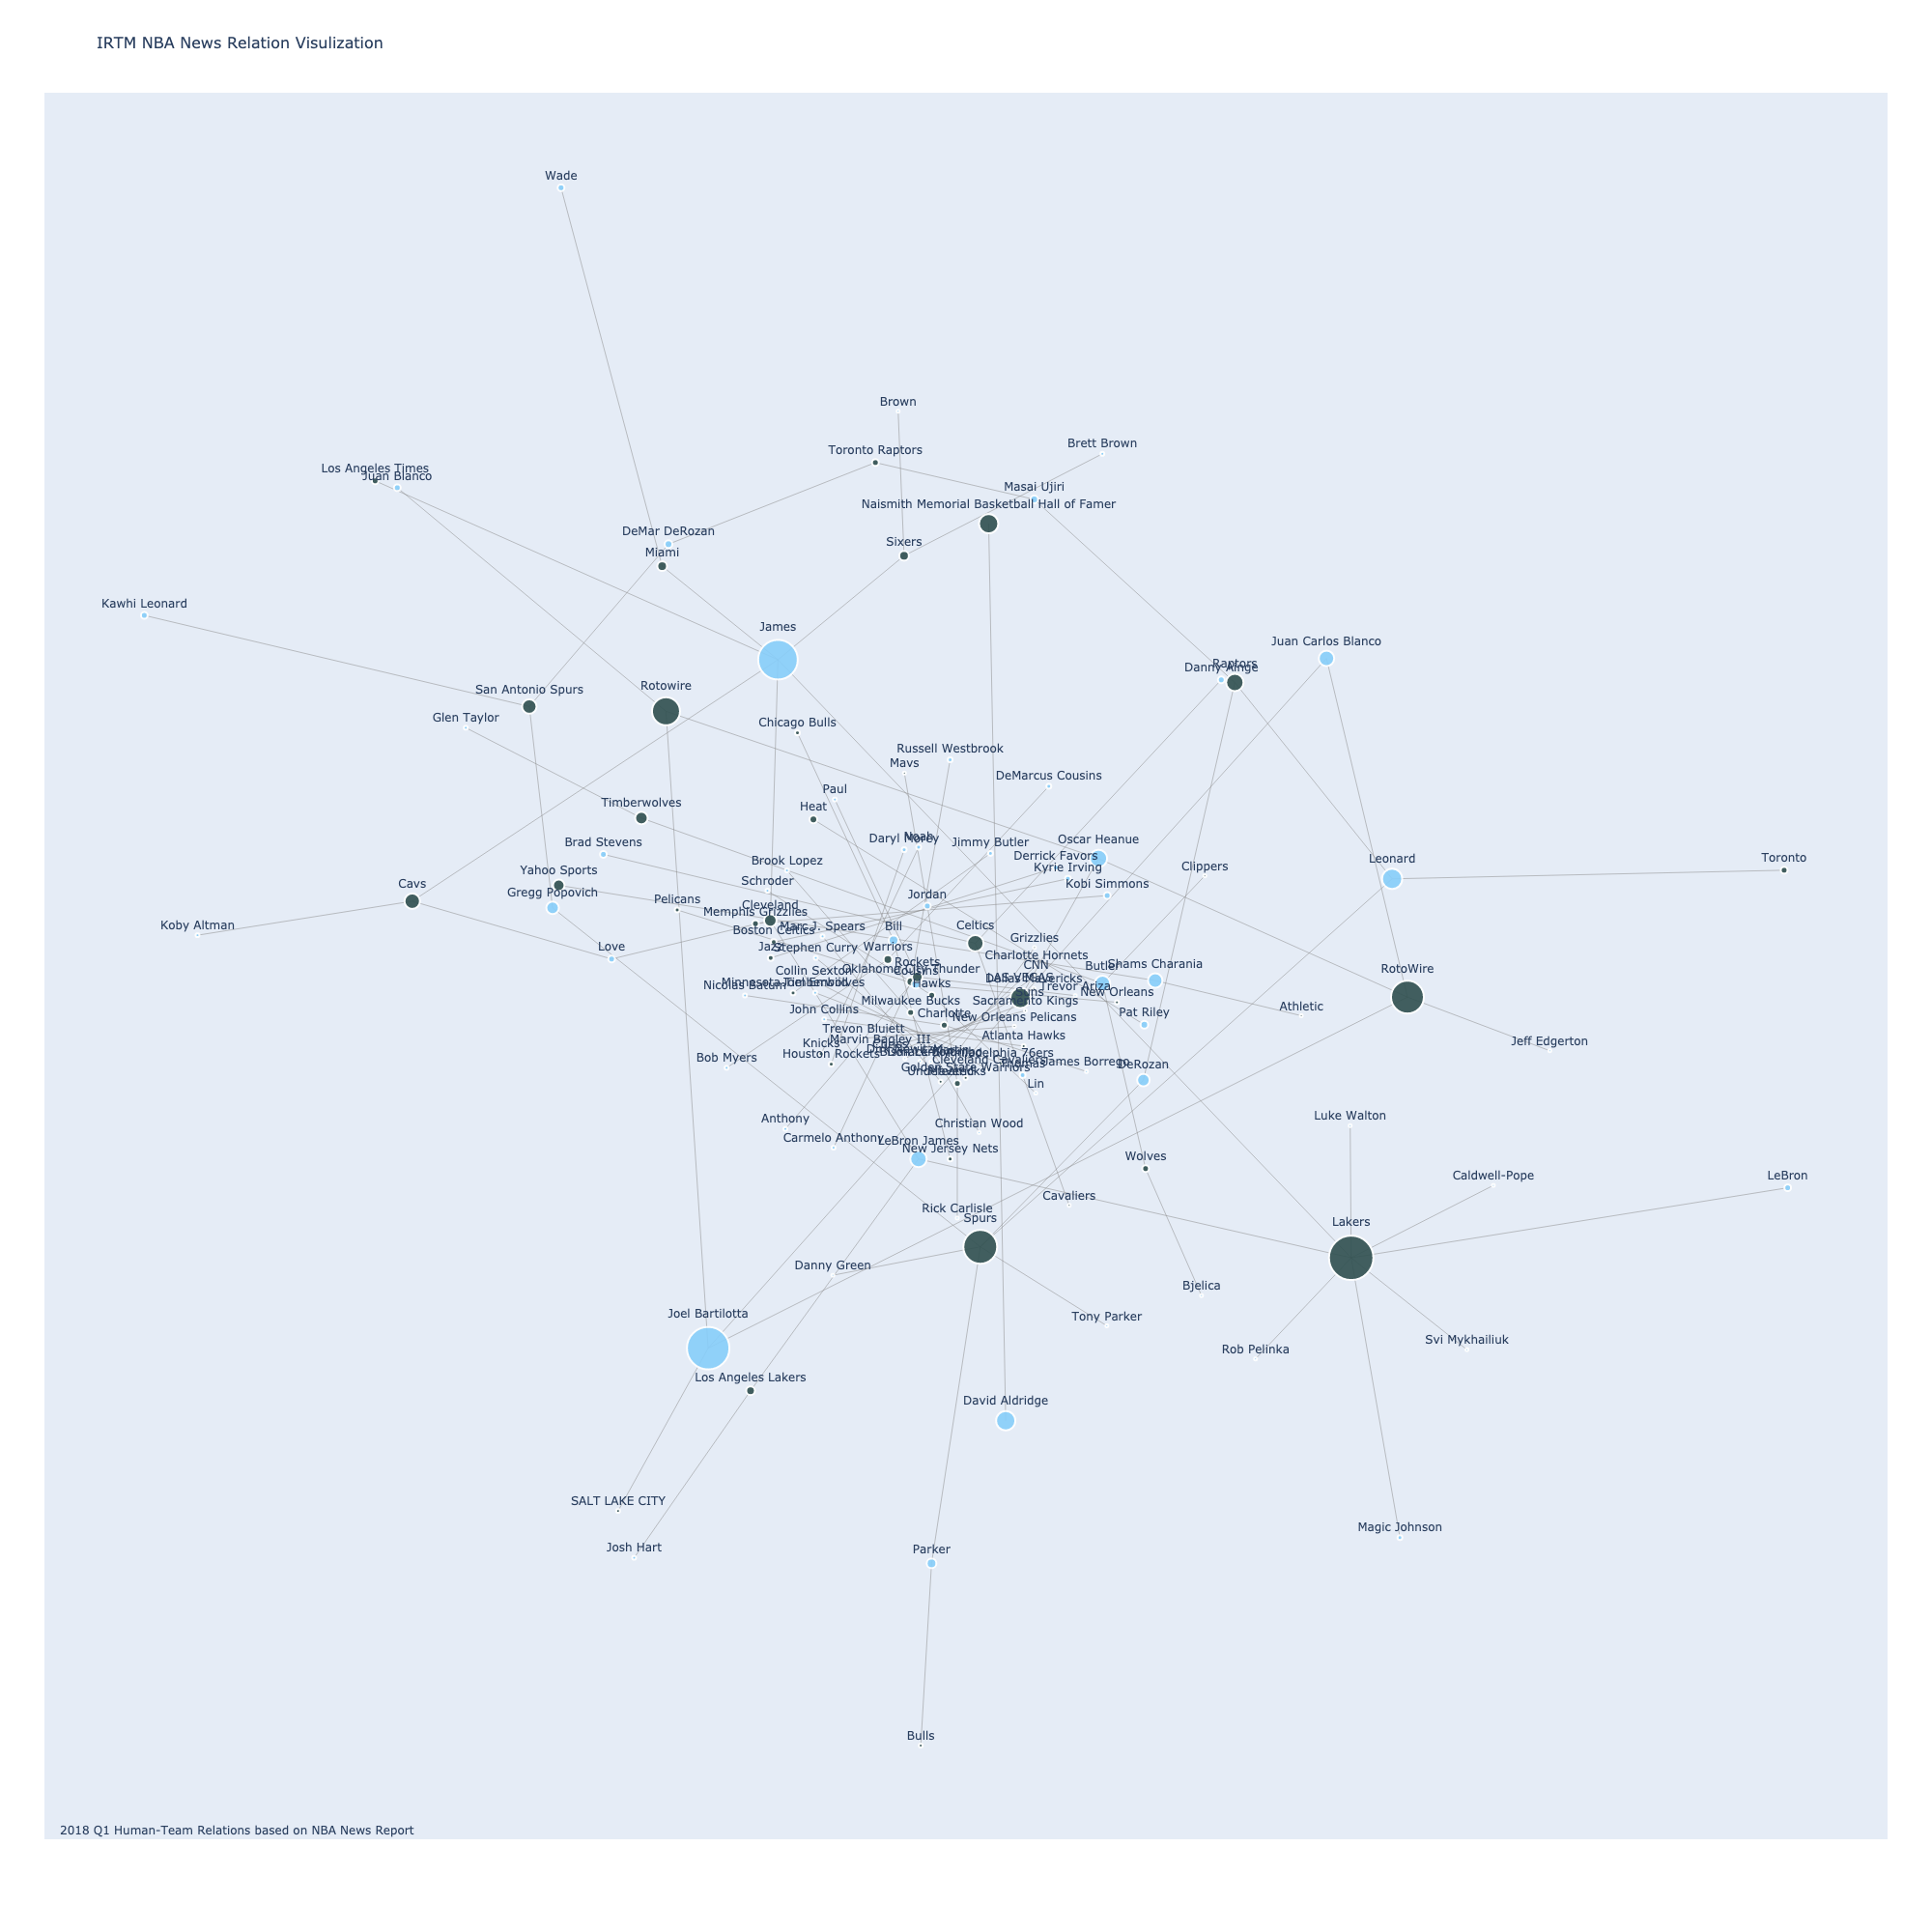 IRTM NBA News Relation Visulization
Wade
Brown
Brett Brown
Toronto Raptors
Los Angeles Times
Juan Blanco
Masai Ujiri
Naismith Memorial Basketball Hall of Famer
DeMar DeRozan
Sixers
Miami
Kawhi Leonard
James
Juan Carlos Blanco
Raptors
Danny Ainge
Rotowire
San Antonio Spurs
Glen Taylor
Chicago Bulls
Russell Westbrook
Mavs
DeMarcus Cousins
Paul
Timberwolves
Heat
Brad Stevens
Daryl Morey
Noah
Jimmy Butler
Oscar Heanue
Derrick Favors
Kyrie Irving
Clippers
Leonard
Toronto
Brook Lopez
Yahoo Sports
Schroder
Kobi Simmons
Cavs
Gregg Popovich
Pelicans
Jordan
Cleveland
Memphis Grizzlies
Koby Altman
Boston Celtics
Marc J. Spears
Bill
Celtics
Grizzlies
Love
Jazz
Stephen Curry
Warriors
Charlotte Hornets
CNN
Rockets
Butler
Shams Charania
Collin Sexton
Oklahoma City Thunder
Cousins
RotoWire
Nicolas Batum
Minnesota Timberwolves
Joel Embiid
Hawks
LAS VEGAS
Dallas Mavericks
Trevor Ariza
Suns
New Orleans
Milwaukee Bucks
Sacramento Kings
Athletic
John Collins
Charlotte
New Orleans Pelicans
Pat Riley
Trevon Bluiett
Marvin Bagley III
Atlanta Hawks
Knicks
Houston Rockets
Jeff Edgerton
Bob Myers
Philadelphia 76ers
Cleveland Cavaliers
Thomas
James Borrego
DeRozan
Golden State Warriors
Lin
Anthony
Carmelo Anthony
LeBron James
Christian Wood
New Jersey Nets
Luke Walton
Wolves
Caldwell-Pope
LeBron
Cavaliers
Rick Carlisle
Spurs
Lakers
Danny Green
Bjelica
Joel Bartilotta
Tony Parker
Rob Pelinka
Svi Mykhailiuk
Los Angeles Lakers
David Aldridge
SALT LAKE CITY
Magic Johnson
Josh Hart
Parker
Bulls
2018 Q1 Human-Team Relations based on NBA News Report